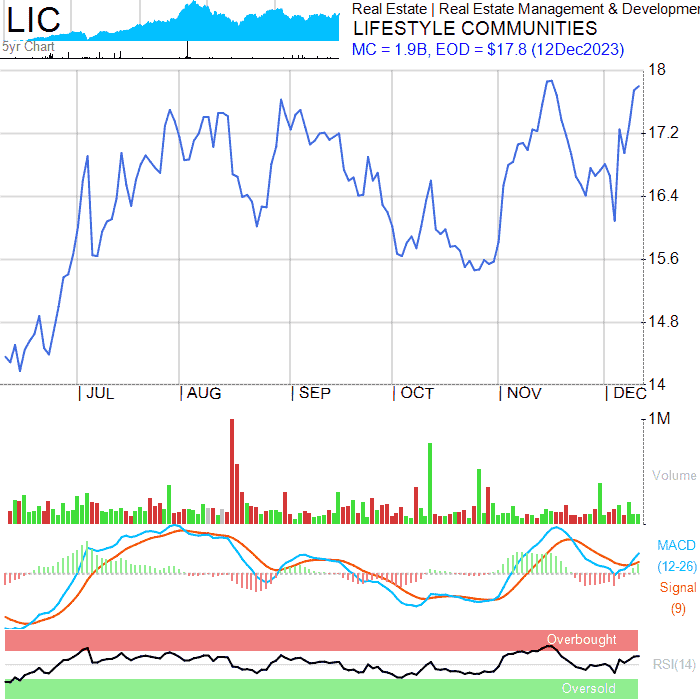 LIC
5yr Chart
Real Estate | Real Estate Management & Developmen
LIFESTYLE COMMUNITIES
MC = 1.9B, EOD = $17.8 (12Dec2023)
18
17.2
16.4
15.6
14.8
14
| JUL | AUG | SEP | OCT | NOV | DEC
1M
Volume
MACD
(12-26)
Signal
(9)
Overbought
RSI(14)
Oversold